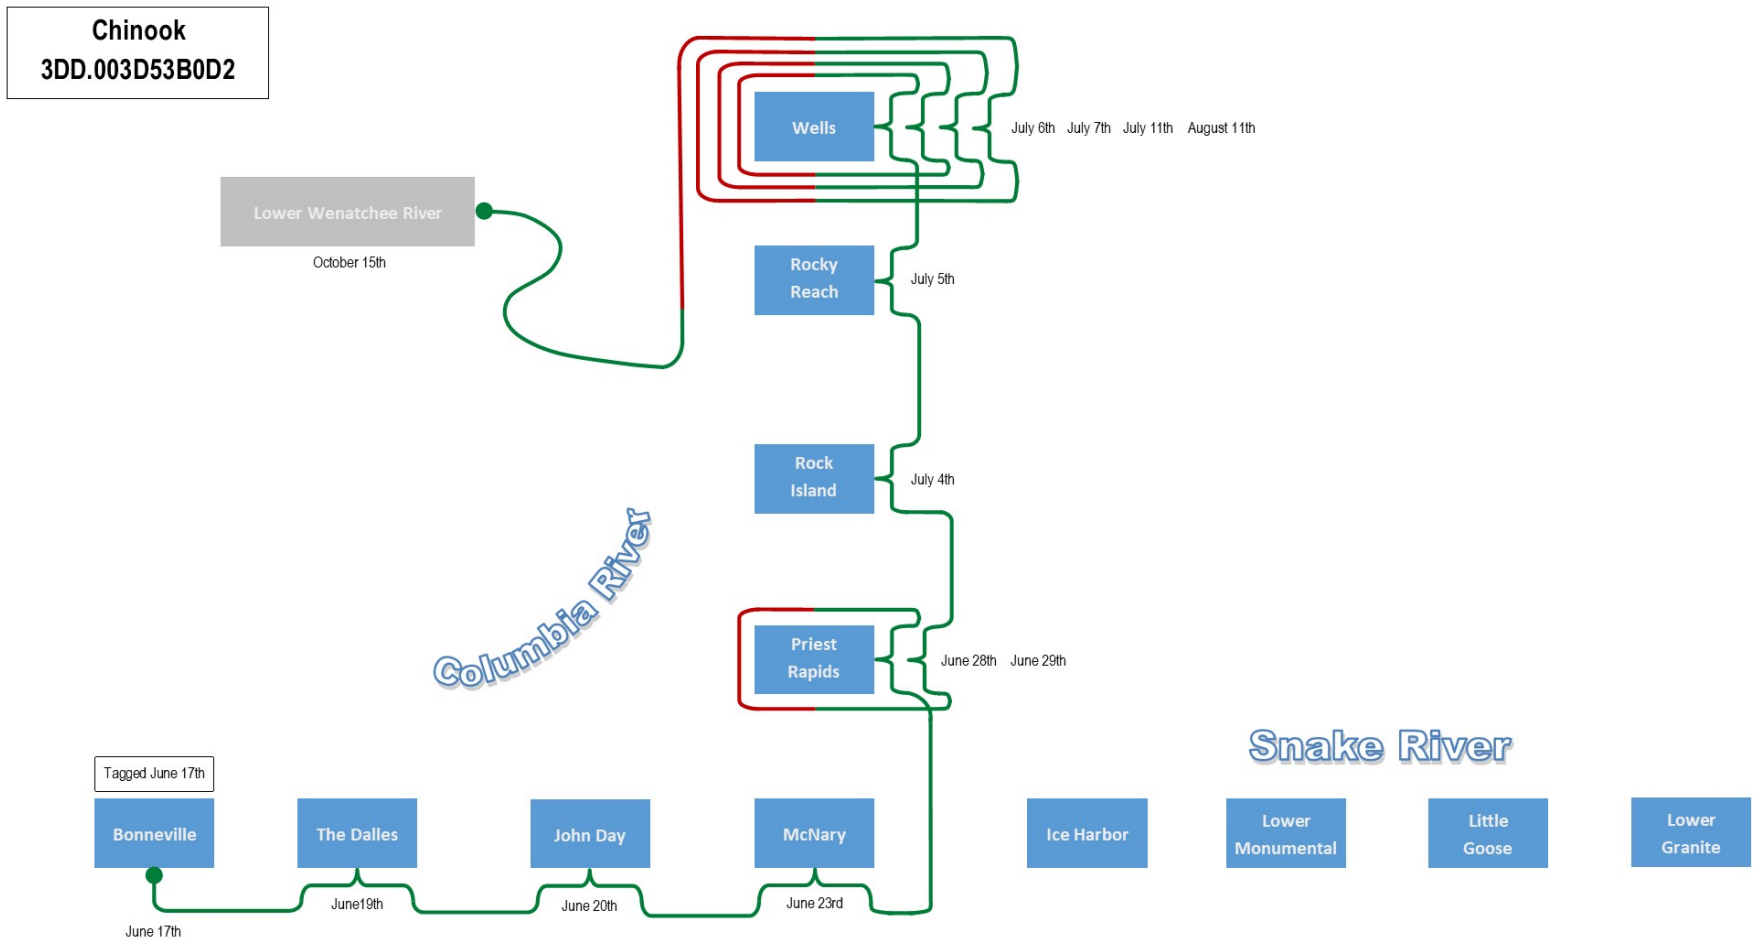 Chinook
3DD.003D53B0D2
Wells
July 6th July 7th July 11th August 11th
Lower Wenatchee River
October 15th
Rocky
Reach
July 5th
Rock
Island
July 4th
Columbia River
Priest
Rapids
June 28th June 29th
Snake River
Tagged June 17th
Bonneville
The Dalles
John Day
McNary
Ice Harbor
Lower
Monumental
Little
Goose
Lower
Granite
June 17th
June19th
June 20th
June 23rd